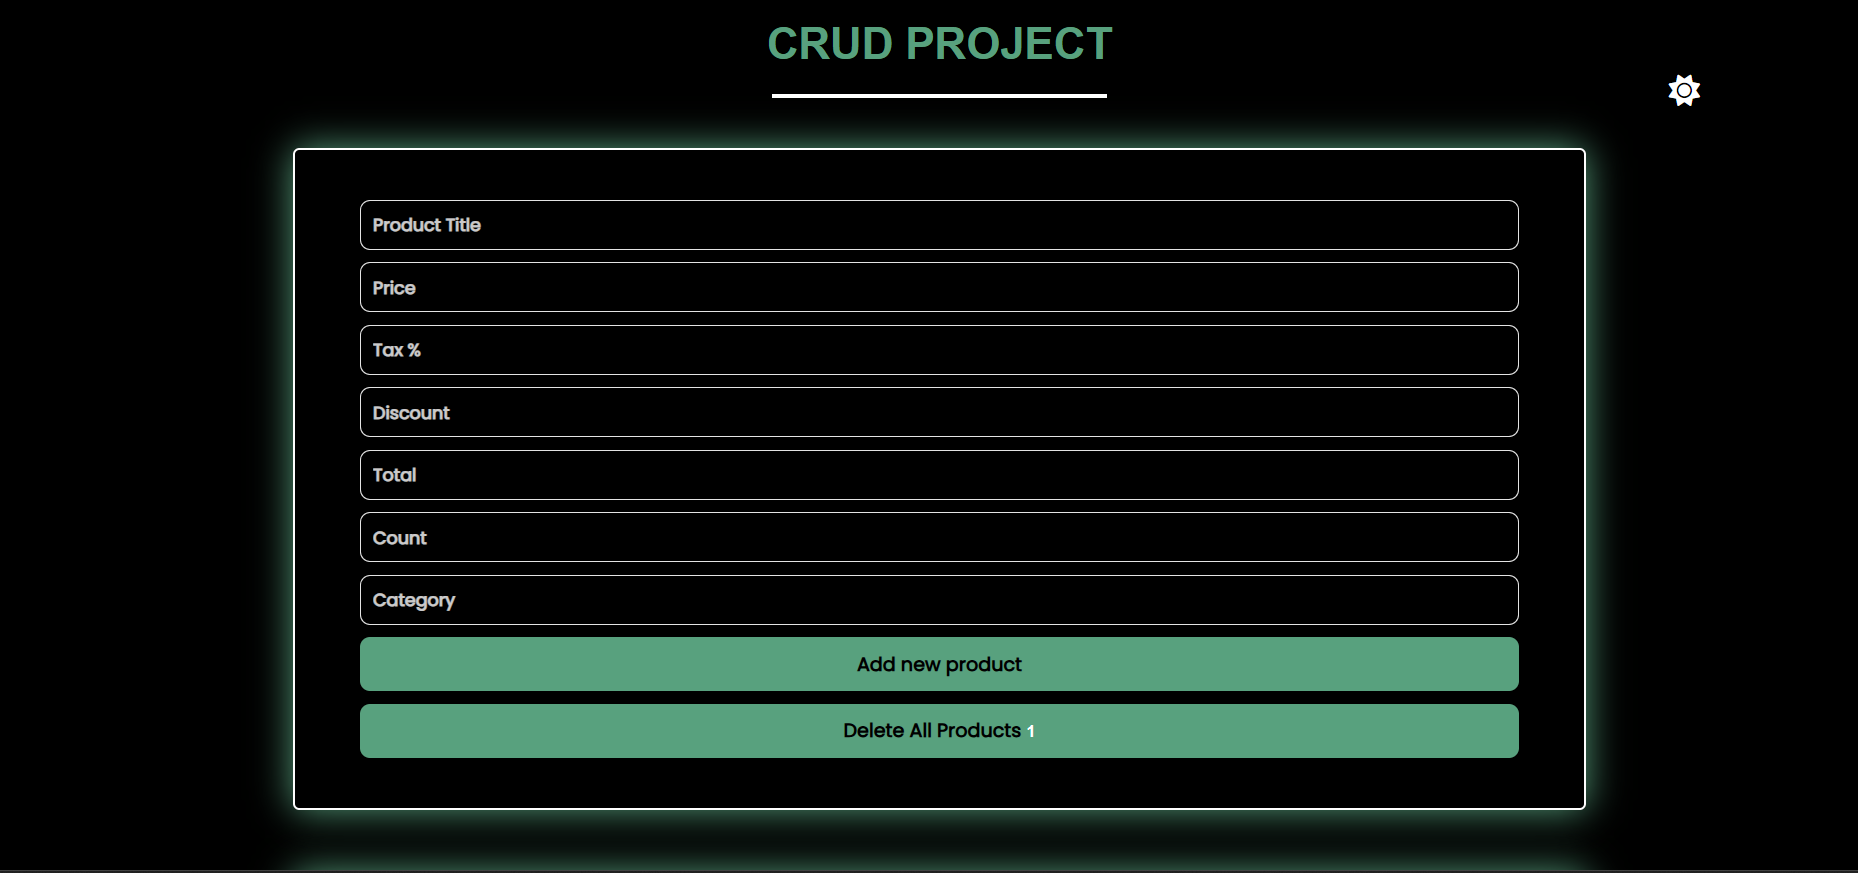 CRUD PROJECT
Product Title
Price
Tax %
Discount
Total
Count
Category
Add new product
Delete All Products 1